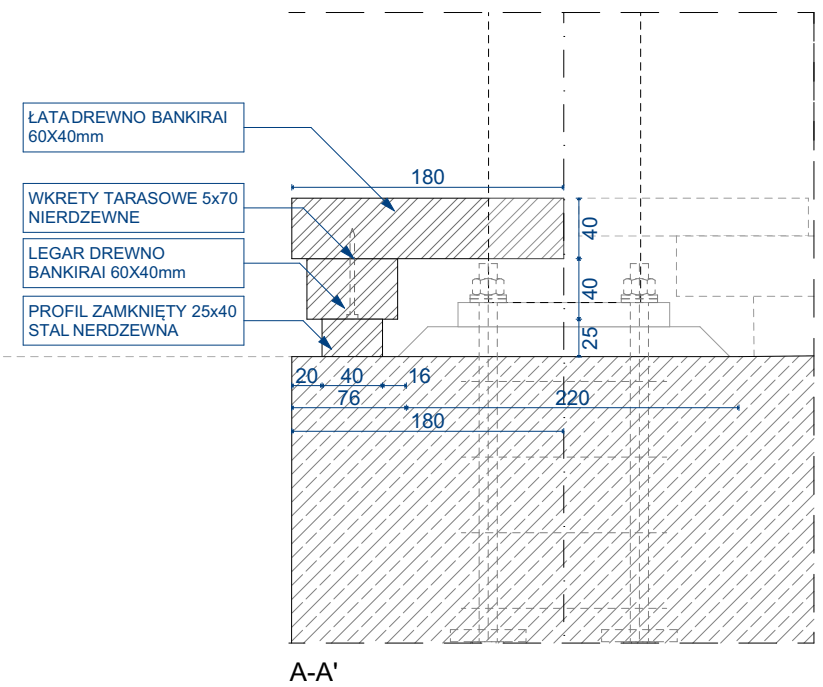 ŁATA DREWNO BANKIRAI
60X40mm
180
WKRETY TARASOWE 5x70
NIERDZEWNE
40
LEGAR DREWNO
BANKIRAI 60X40mm
40
PROFIL ZAMKNIĘTY 25x40
STAL NERDZEWNA
25
20 40 16
76 220
180
A-A'